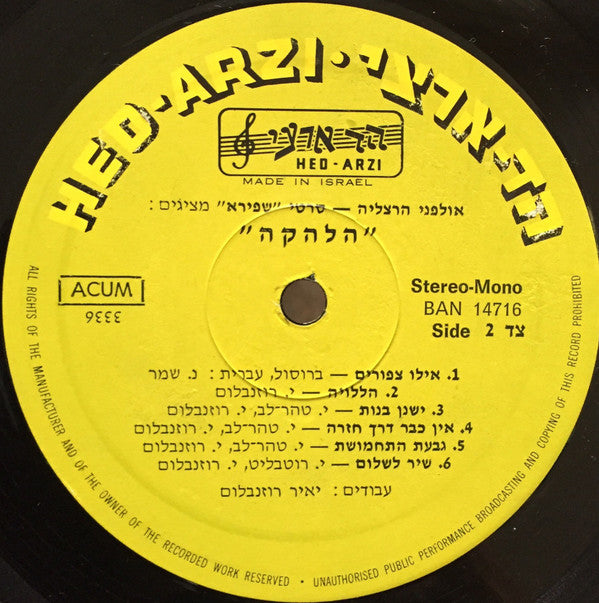 HED-ARZI · הד-ארצי
הד־ארצי
HED-ARZI
MADE IN ISRAEL
אולפני הרצליה — סרטי "שפירא" מציגים:
"הלהקה"
ACUM
9333
Stereo-Mono
BAN 14716
Side 2 צד
1. אילו צפורים — ברוסול, עברית: נ. שמר
2. הללויה — י. רוזנבלום
3. ישנן בנות — י. טהר־לב, י. רוזנבלום
4. אין כבר דרך חזרה — י. טהר־לב, י. רוזנבלום
5. גבעת התחמושת — י. טהר־לב, י. רוזנבלום
6. שיר לשלום — י. רוטבליט, י. רוזנבלום
עבודים: יאיר רוזנבלום
ALL RIGHTS OF THE MANUFACTURER AND OF THE OWNER OF THE RECORDED WORK RESERVED • UNAUTHORISED PUBLIC PERFORMANCE BROADCASTING AND COPYING OF THIS RECORD PROHIBITED